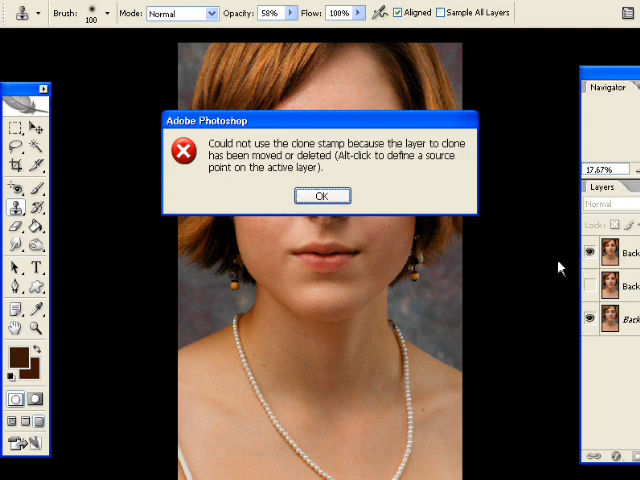 Brush: 100 Mode: Normal Opacity: 58% Flow: 100% Aligned Sample All Layers
Adobe Photoshop
Could not use the clone stamp because the layer to clone
has been moved or deleted (Alt-click to define a source
point on the active layer).
OK
Navigator
17.67%
Layers
Normal
Lock:
Back
Back
Back